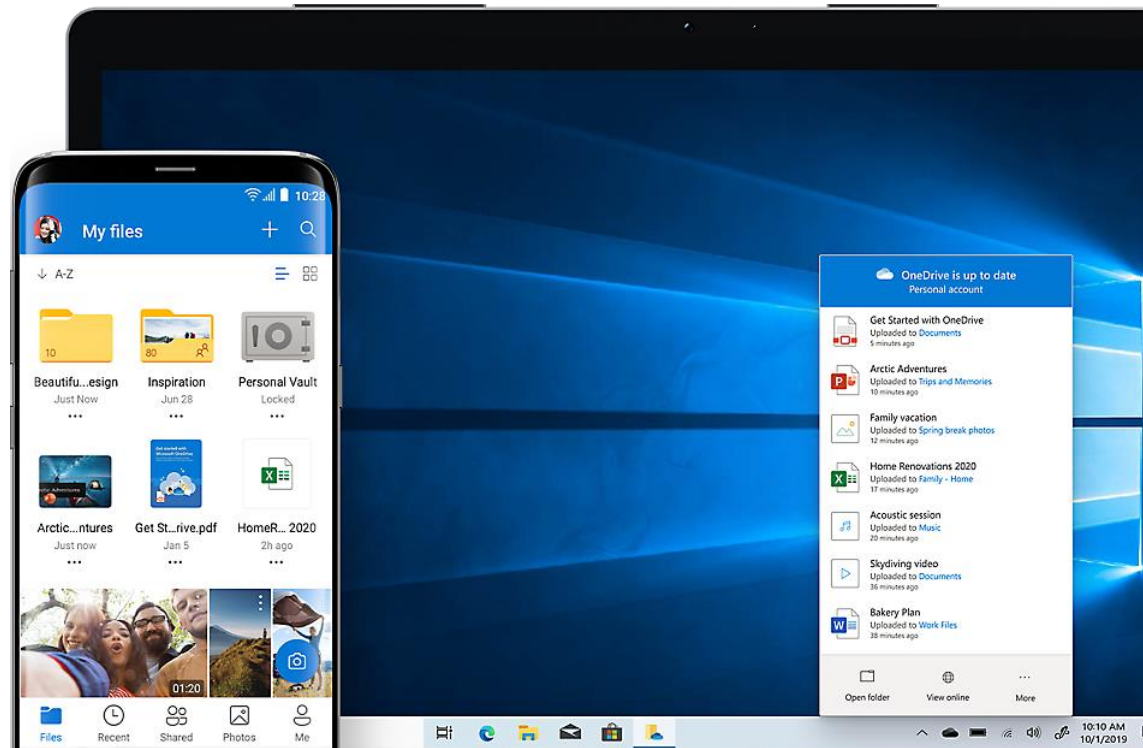 10:28
My files
A-Z
10
80
Beautifu...esign
Inspiration
Personal Vault
Just Now
Jun 28
Locked
Arctic...ntures
Get St...rive.pdf
HomeR... 2020
Just now
Jan 5
2h ago
01:20
Files
Recent
Shared
Photos
Me
OneDrive is up to date
Personal account
Get Started with OneDrive
Uploaded to Documents
5 minutes ago
Arctic Adventures
Uploaded to Trips and Memories
10 minutes ago
Family vacation
Uploaded to Spring break photos
12 minutes ago
Home Renovations 2020
Uploaded to Family - Home
17 minutes ago
Acoustic session
Uploaded to Music
20 minutes ago
Skydiving video
Uploaded to Documents
36 minutes ago
Bakery Plan
Uploaded to Work Files
38 minutes ago
Open folder
View online
More
10:10 AM
10/1/2019